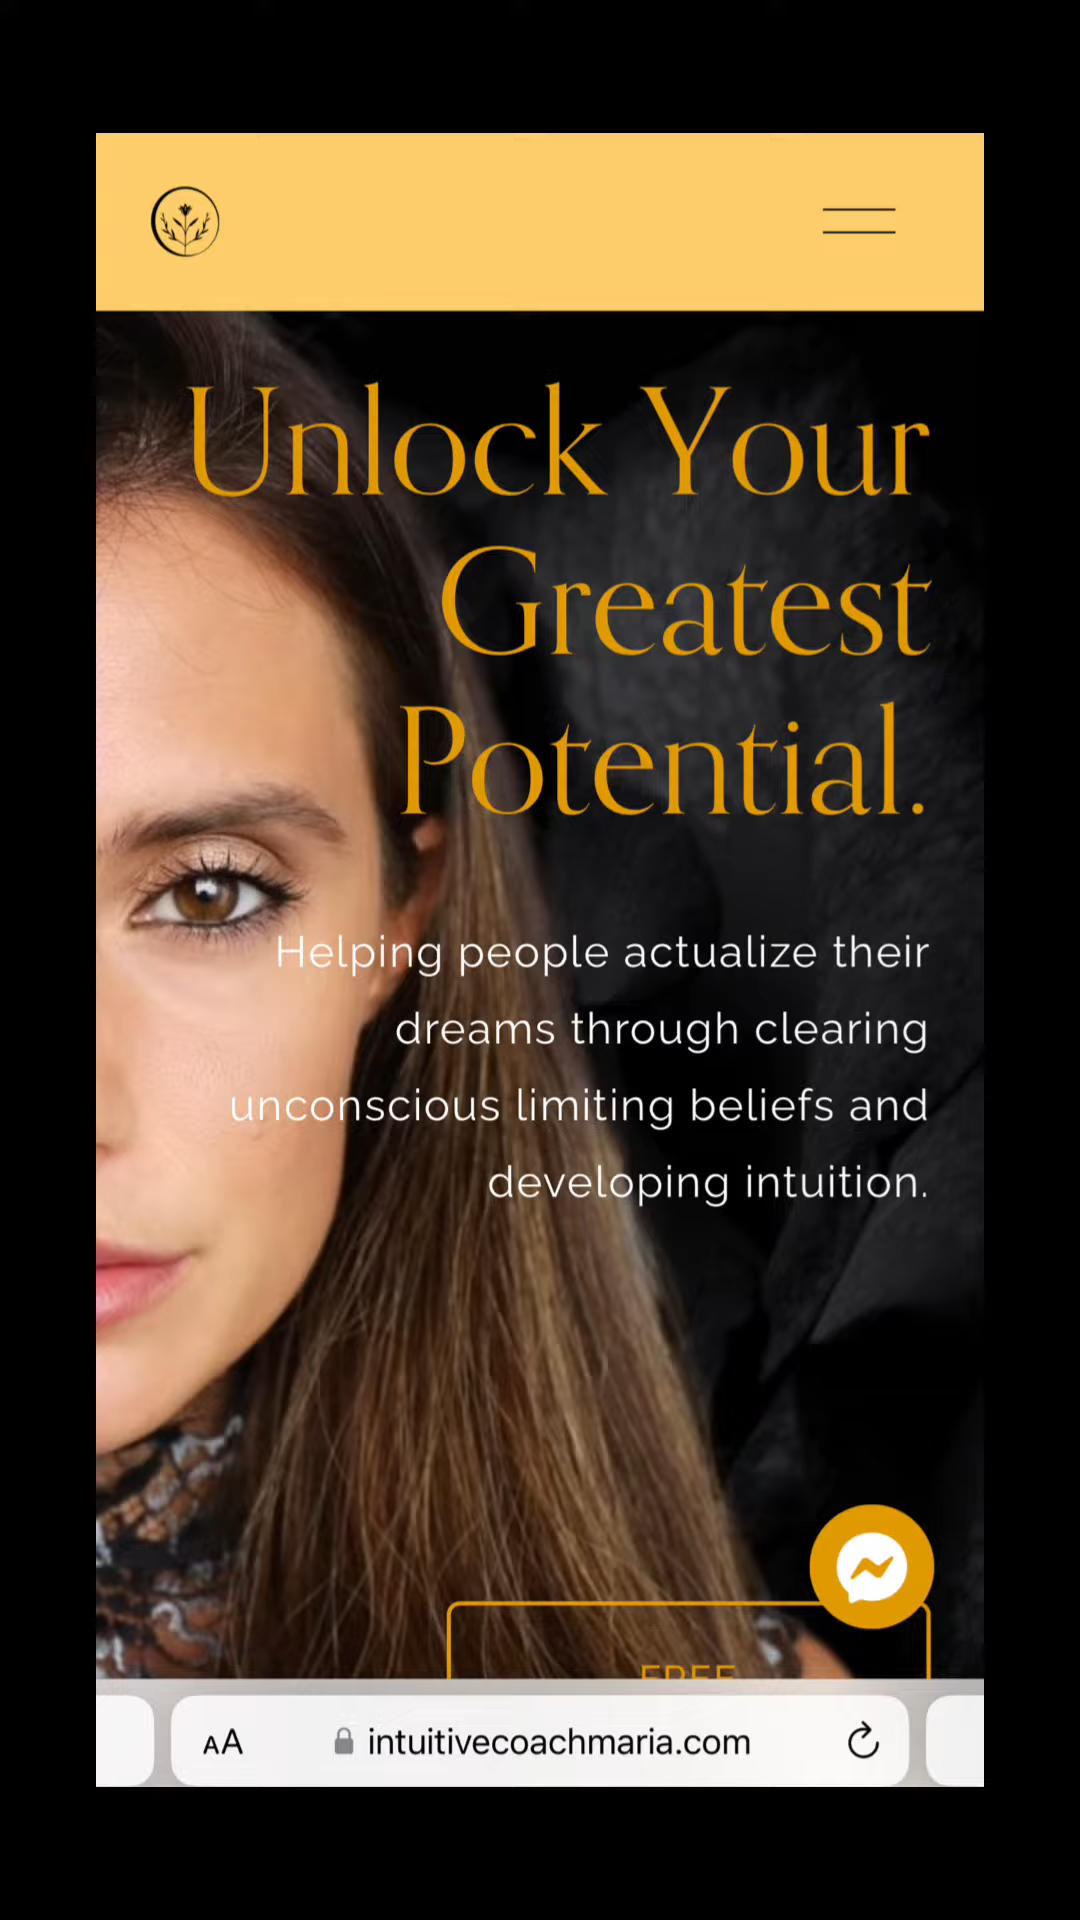 Unlock Your
Greatest
Potential.
Helping people actualize their
dreams through clearing
unconscious limiting beliefs and
developing intuition.
FREE
AA intuitivecoachmaria.com